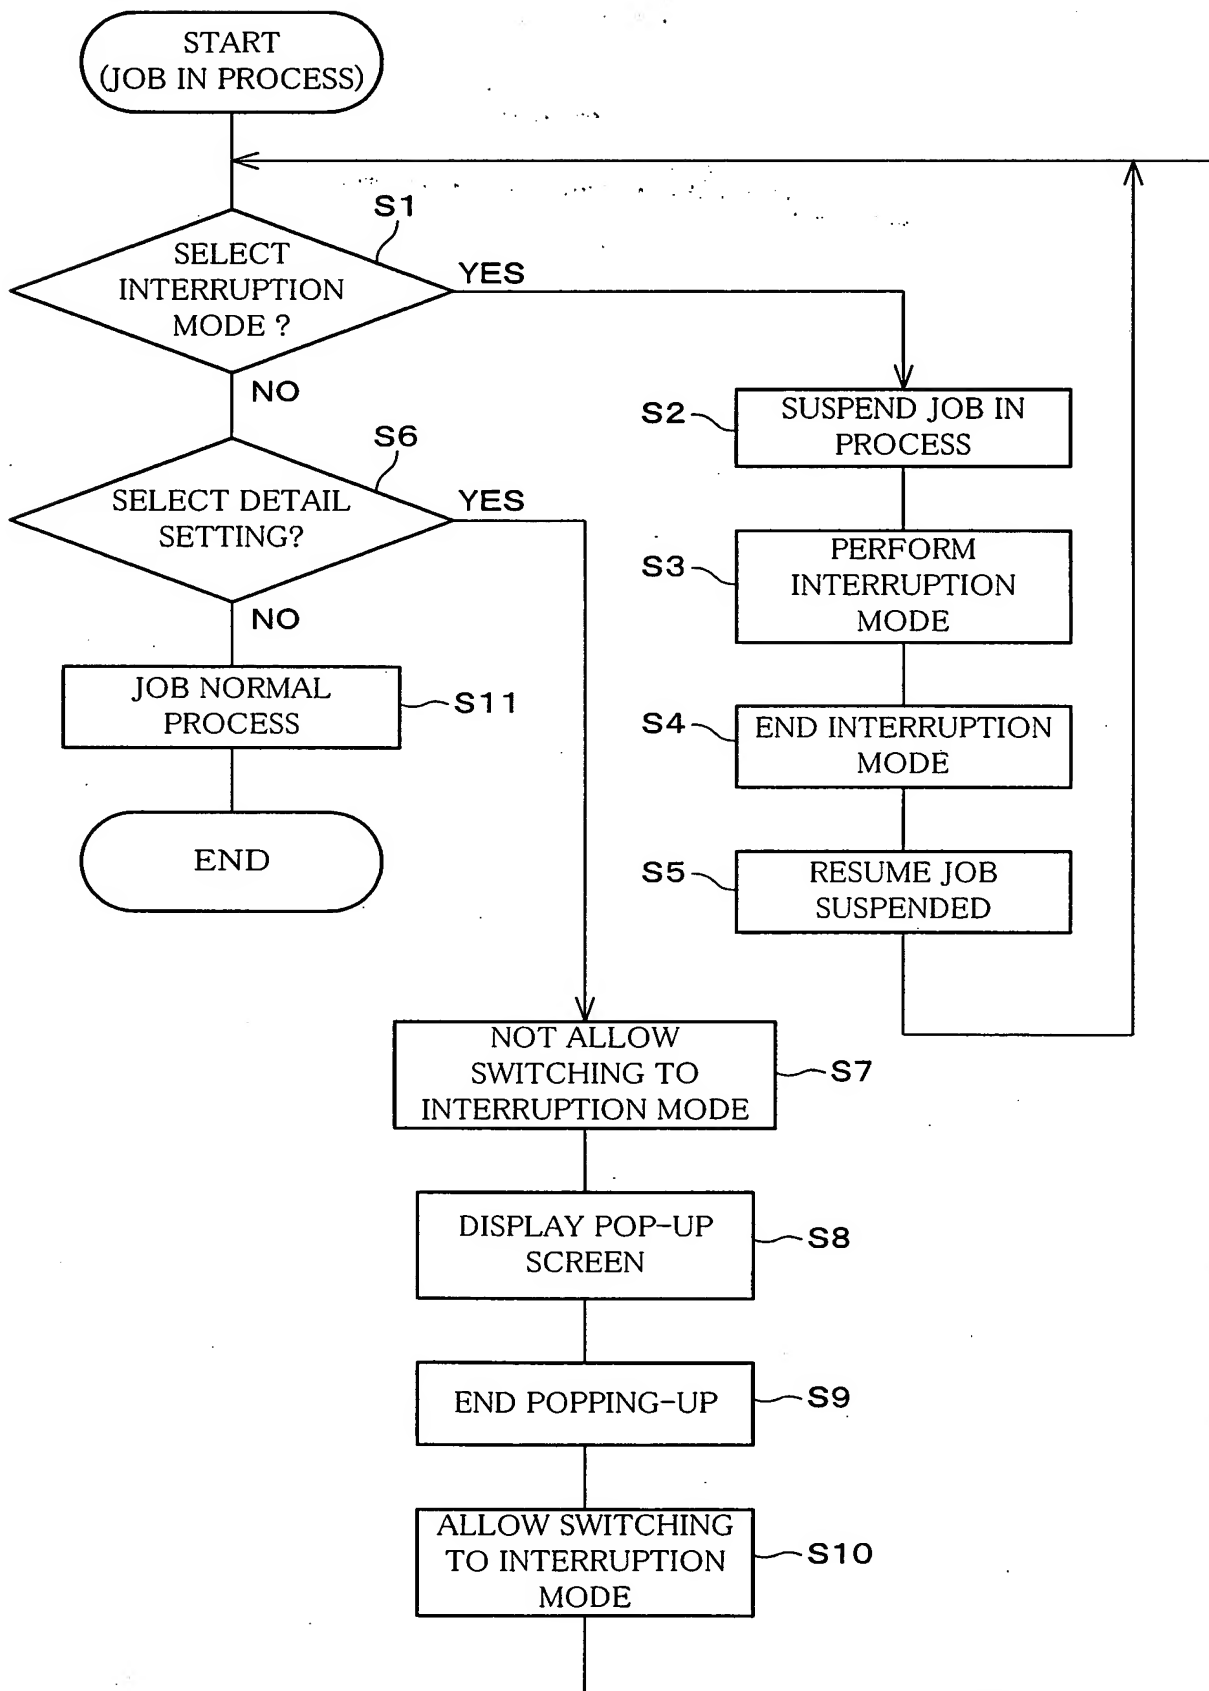 START
(JOB IN PROCESS)
S1
SELECT
INTERRUPTION
MODE ?
YES
NO
S2
SUSPEND JOB IN
PROCESS
S6
SELECT DETAIL
SETTING?
YES
NO
S3
PERFORM
INTERRUPTION
MODE
JOB NORMAL
PROCESS
S11
S4
END INTERRUPTION
MODE
END
S5
RESUME JOB
SUSPENDED
NOT ALLOW
SWITCHING TO
INTERRUPTION MODE
S7
DISPLAY POP-UP
SCREEN
S8
END POPPING-UP
S9
ALLOW SWITCHING
TO INTERRUPTION
MODE
S10